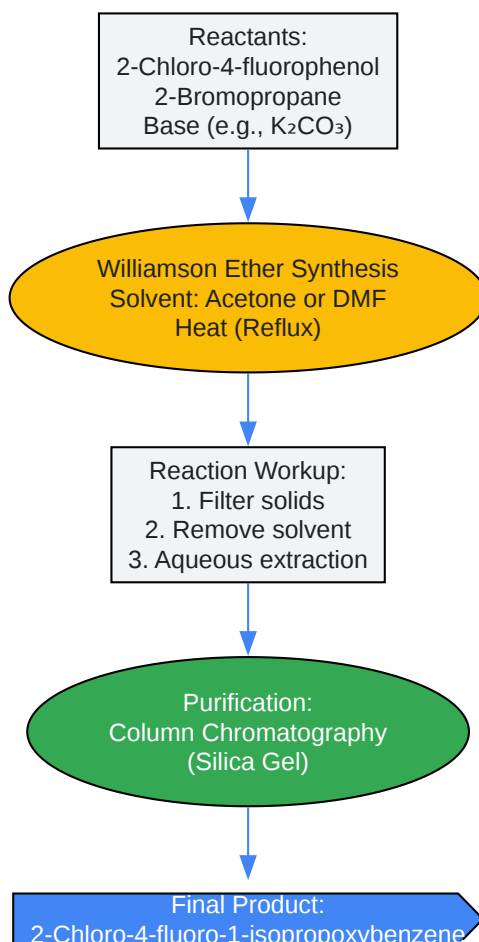 Reactants:
2-Chloro-4-fluorophenol
2-Bromopropane
Base (e.g., K₂CO₃)
Williamson Ether Synthesis
Solvent: Acetone or DMF
Heat (Reflux)
Reaction Workup:
1. Filter solids
2. Remove solvent
3. Aqueous extraction
Purification:
Column Chromatography
(Silica Gel)
Final Product:
2-Chloro-4-fluoro-1-isopropoxybenzene